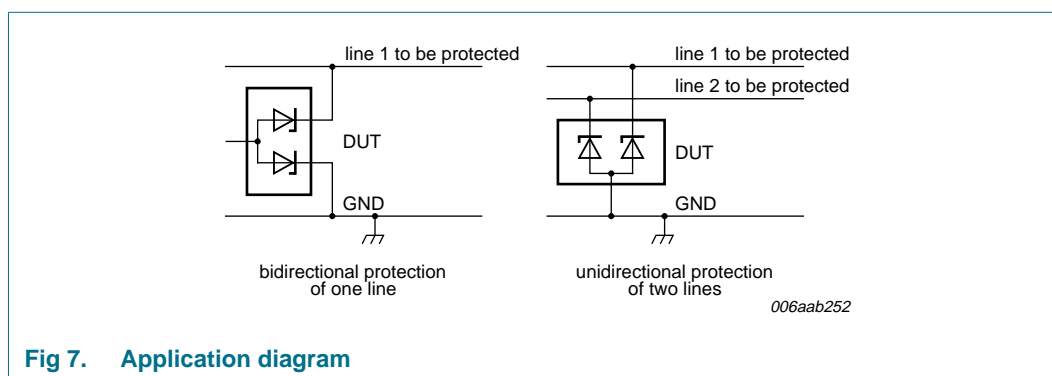 line 1 to be protected
DUT
GND
bidirectional protection
of one line
line 1 to be protected
line 2 to be protected
DUT
GND
unidirectional protection
of two lines
006aab252
Fig 7. Application diagram